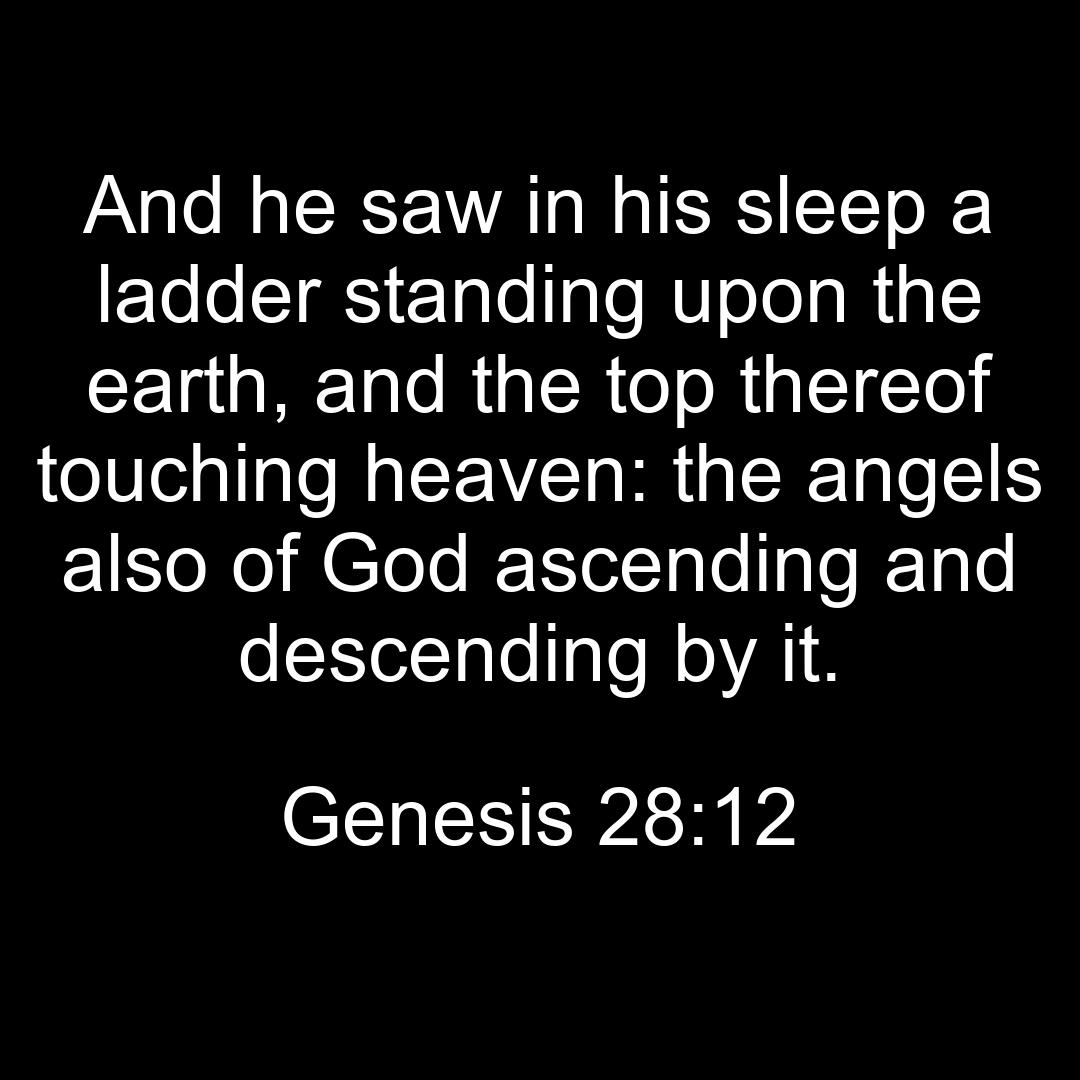 And he saw in his sleep a
ladder standing upon the
earth, and the top thereof
touching heaven: the angels
also of God ascending and
descending by it.
Genesis 28:12